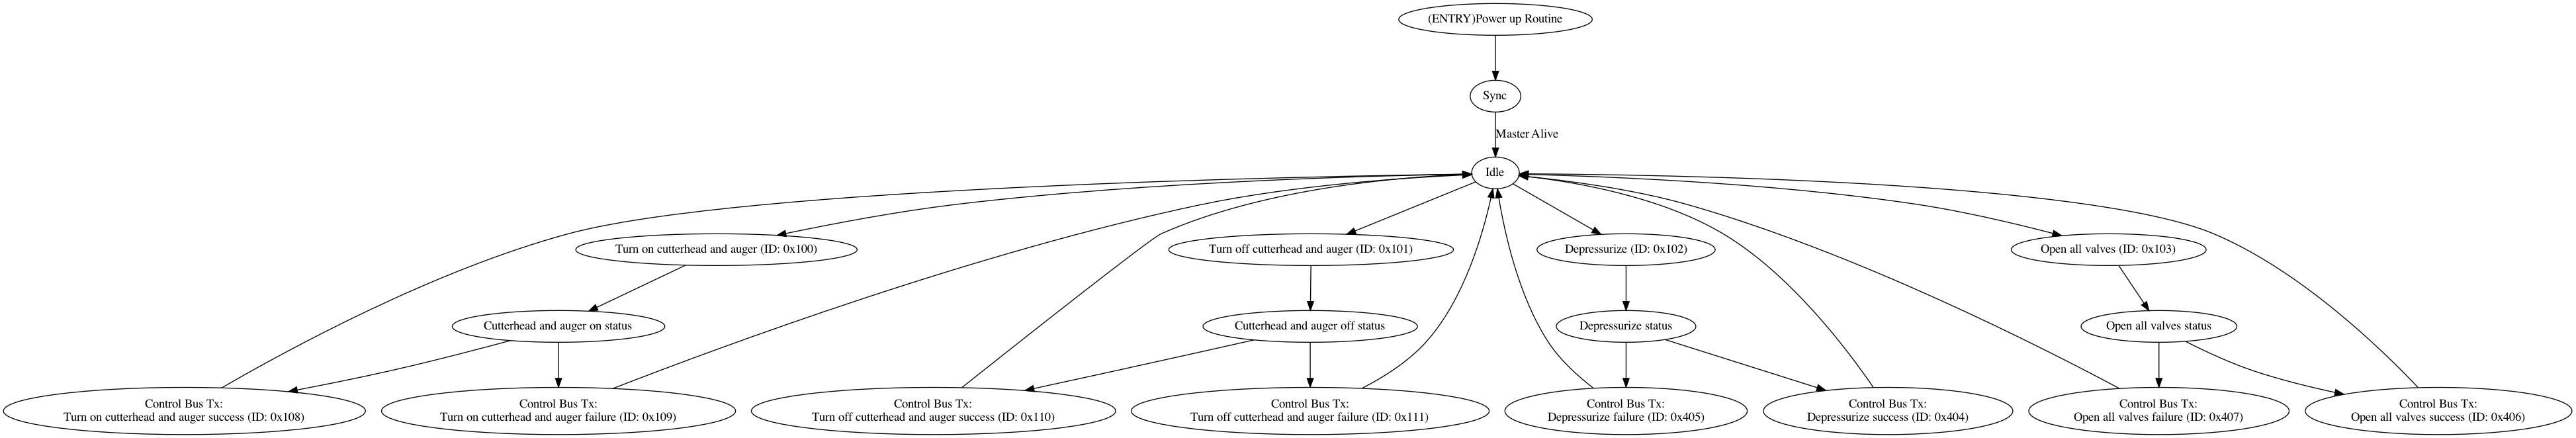 (ENTRY)Power up Routine
Sync
Master Alive
Idle
Turn on cutterhead and auger (ID: 0x100)
Turn off cutterhead and auger (ID: 0x101)
Depressurize (ID: 0x102)
Open all valves (ID: 0x103)
Cutterhead and auger on status
Cutterhead and auger off status
Depressurize status
Open all valves status
Control Bus Tx:
Turn on cutterhead and auger success (ID: 0x108)
Control Bus Tx:
Turn on cutterhead and auger failure (ID: 0x109)
Control Bus Tx:
Turn off cutterhead and auger success (ID: 0x110)
Control Bus Tx:
Turn off cutterhead and auger failure (ID: 0x111)
Control Bus Tx:
Depressurize failure (ID: 0x405)
Control Bus Tx:
Depressurize success (ID: 0x404)
Control Bus Tx:
Open all valves failure (ID: 0x407)
Control Bus Tx:
Open all valves success (ID: 0x406)